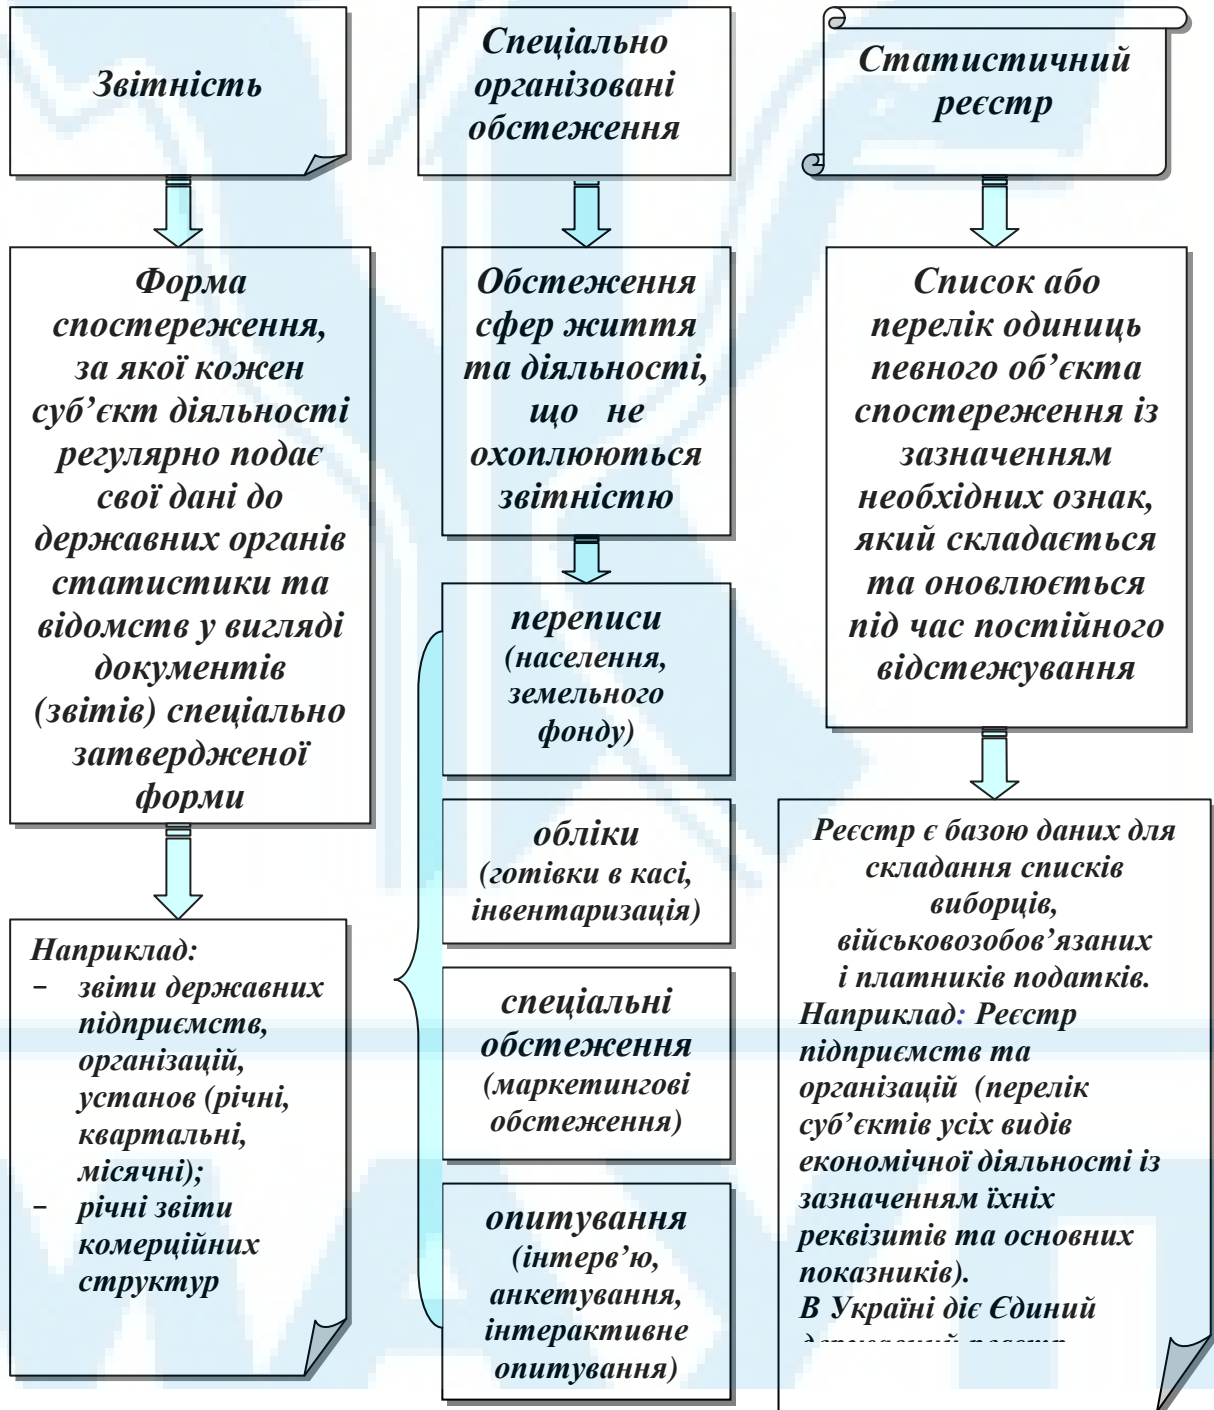 Звітність
Спеціально
організовані
обстеження
Статистичний
реєстр
Форма
спостереження,
за якої кожен
суб’єкт діяльності
регулярно подає
свої дані до
державних органів
статистики та
відомств у вигляді
документів
(звітів) спеціально
затвердженої
форми
Наприклад:
– звіти державних
підприємств,
організацій,
установ (річні,
квартальні,
місячні);
– річні звіти
комерційних
структур
Обстеження
сфер життя
та діяльності,
що не
охоплюються
звітністю
переписи
(населення,
земельного
фонду)
обліки
(готівки в касі,
інвентаризація)
спеціальні
обстеження
(маркетингові
обстеження)
опитування
(інтерв’ю,
анкетування,
інтерактивне
опитування)
Список або
перелік одиниць
певного об’єкта
спостереження із
зазначенням
необхідних ознак,
який складається
та оновлюється
під час постійного
відстежування
Реєстр є базою даних для
складання списків
виборців,
військовозобов’язаних
і платників податків.
Наприклад: Реєстр
підприємств та
організацій (перелік
суб’єктів усіх видів
економічної діяльності із
зазначенням їхніх
реквізитів та основних
показників).
В Україні діє Єдиний